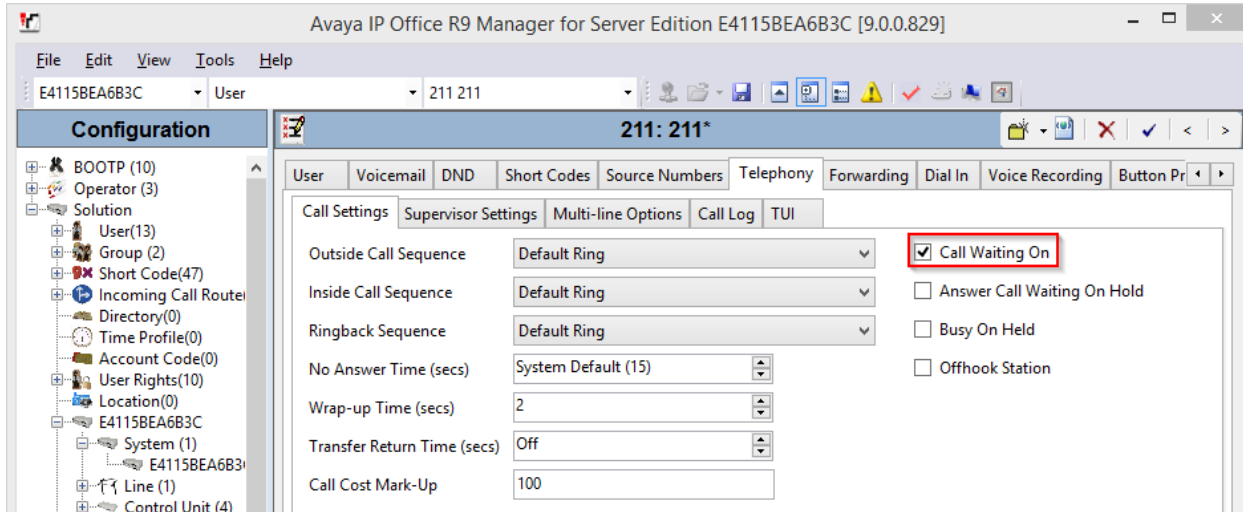 Avaya IP Office R9 Manager for Server Edition E4115BEA6B3C [9.0.0.829]
File Edit View Tools Help
E4115BEA6B3C User 211 211
Configuration 211: 211*
BOOTP (10)
Operator (3)
Solution
User(13)
Group (2)
Short Code(47)
Incoming Call Route
Directory(0)
Time Profile(0)
Account Code(0)
User Rights(10)
Location(0)
E4115BEA6B3C
System (1)
E4115BEA6B3
Line (1)
Control Unit (4)
User Voicemail DND Short Codes Source Numbers Telephony Forwarding Dial In Voice Recording Button Pr
Call Settings Supervisor Settings Multi-line Options Call Log TUI
Outside Call Sequence Default Ring Call Waiting On
Inside Call Sequence Default Ring Answer Call Waiting On Hold
Ringback Sequence Default Ring Busy On Held
No Answer Time (secs) System Default (15) Offhook Station
Wrap-up Time (secs) 2
Transfer Return Time (secs) Off
Call Cost Mark-Up 100